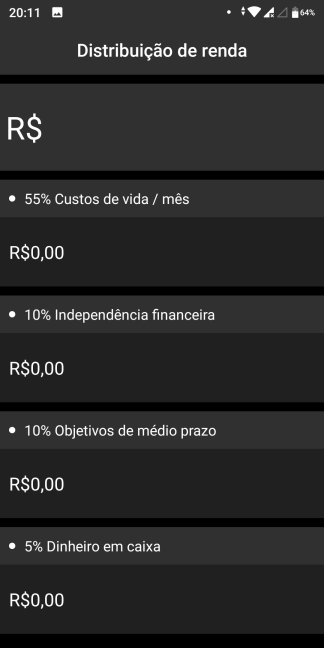 20:11
64%
Distribuição de renda
R$
55% Custos de vida / mês
R$0,00
10% Independência financeira
R$0,00
10% Objetivos de médio prazo
R$0,00
5% Dinheiro em caixa
R$0,00